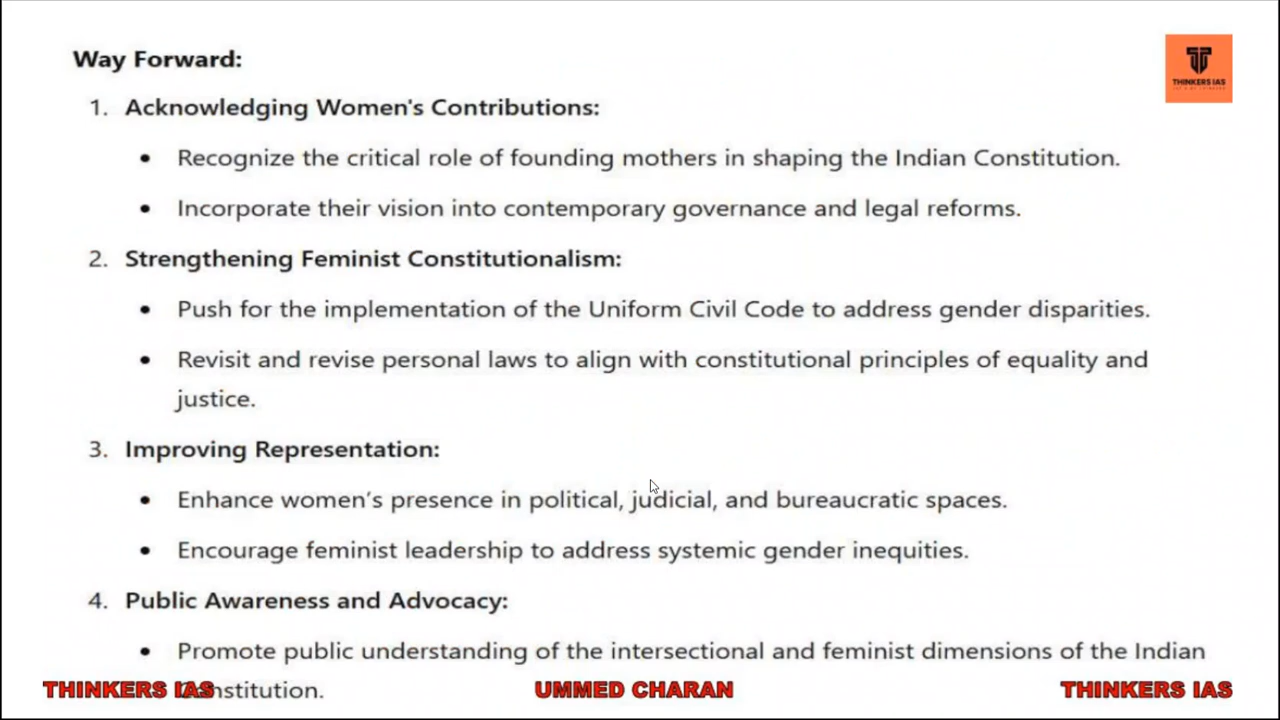 Way Forward:
THINKERS IAS
1. Acknowledging Women's Contributions:
• Recognize the critical role of founding mothers in shaping the Indian Constitution.
• Incorporate their vision into contemporary governance and legal reforms.
2. Strengthening Feminist Constitutionalism:
• Push for the implementation of the Uniform Civil Code to address gender disparities.
• Revisit and revise personal laws to align with constitutional principles of equality and
justice.
3. Improving Representation:
• Enhance women's presence in political, judicial, and bureaucratic spaces.
• Encourage feminist leadership to address systemic gender inequities.
4. Public Awareness and Advocacy:
• Promote public understanding of the intersectional and feminist dimensions of the Indian
Constitution.
THINKERS IAS UMMED CHARAN THINKERS IAS